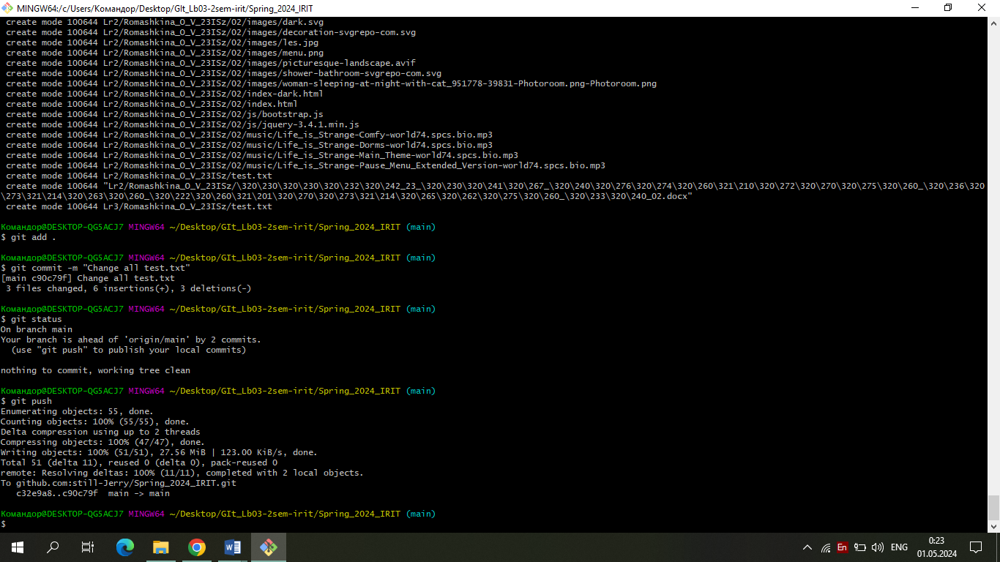 MINGW64:/c/Users/Командор/Desktop/GIt_Lb03-2sem-irit/Spring_2024_IRIT
create mode 100644 Lr2/Romashkina_O_V_23ISz/02/images/dark.svg
create mode 100644 Lr2/Romashkina_O_V_23ISz/02/images/decoration-svgrepo-com.svg
create mode 100644 Lr2/Romashkina_O_V_23ISz/02/images/les.jpg
create mode 100644 Lr2/Romashkina_O_V_23ISz/02/images/menu.png
create mode 100644 Lr2/Romashkina_O_V_23ISz/02/images/picturesque-landscape.avif
create mode 100644 Lr2/Romashkina_O_V_23ISz/02/images/shower-bathroom-svgrepo-com.svg
create mode 100644 Lr2/Romashkina_O_V_23ISz/02/images/woman-sleeping-at-night-with-cat_951778-39831-Photoroom.png-Photoroom.png
create mode 100644 Lr2/Romashkina_O_V_23ISz/02/index-dark.html
create mode 100644 Lr2/Romashkina_O_V_23ISz/02/index.html
create mode 100644 Lr2/Romashkina_O_V_23ISz/02/js/bootstrap.js
create mode 100644 Lr2/Romashkina_O_V_23ISz/02/js/jquery-3.4.1.min.js
create mode 100644 Lr2/Romashkina_O_V_23ISz/02/music/Life_is_Strange-Comfy-world74.spcs.bio.mp3
create mode 100644 Lr2/Romashkina_O_V_23ISz/02/music/Life_is_Strange-Dorms-world74.spcs.bio.mp3
create mode 100644 Lr2/Romashkina_O_V_23ISz/02/music/Life_is_Strange-Main_Theme-world74.spcs.bio.mp3
create mode 100644 Lr2/Romashkina_O_V_23ISz/02/music/Life_is_Strange-Pause_Menu_Extended_Version-world74.spcs.bio.mp3
create mode 100644 Lr2/Romashkina_O_V_23ISz/test.txt
create mode 100644 "Lr2/Romashkina_O_V_23ISz/\320\230\320\230\320\232\320\242_23_\320\230\320\241\320\267_\320\240\320\276\320\274\320\260\321\210\320\272\320\270\320\275\320\260_\320\236\320
\273\321\214\320\263\320\260_\320\222\320\260\321\201\320\270\320\273\321\214\320\265\320\262\320\275\320\260_\320\233\320\240_02.docx"
create mode 100644 Lr3/Romashkina_O_V_23ISz/test.txt
Командор@DESKTOP-QG5ACJ7 MINGW64 ~/Desktop/GIt_Lb03-2sem-irit/Spring_2024_IRIT (main)
$ git add .
Командор@DESKTOP-QG5ACJ7 MINGW64 ~/Desktop/GIt_Lb03-2sem-irit/Spring_2024_IRIT (main)
$ git commit -m "Change all test.txt"
[main c90c79f] Change all test.txt
3 files changed, 6 insertions(+), 3 deletions(-)
Командор@DESKTOP-QG5ACJ7 MINGW64 ~/Desktop/GIt_Lb03-2sem-irit/Spring_2024_IRIT (main)
$ git status
On branch main
Your branch is ahead of 'origin/main' by 2 commits.
(use "git push" to publish your local commits)
nothing to commit, working tree clean
Командор@DESKTOP-QG5ACJ7 MINGW64 ~/Desktop/GIt_Lb03-2sem-irit/Spring_2024_IRIT (main)
$ git push
Enumerating objects: 55, done.
Counting objects: 100% (55/55), done.
Delta compression using up to 2 threads
Compressing objects: 100% (47/47), done.
Writing objects: 100% (51/51), 27.56 MiB | 123.00 KiB/s, done.
Total 51 (delta 11), reused 0 (delta 0), pack-reused 0
remote: Resolving deltas: 100% (11/11), completed with 2 local objects.
To github.com:still-Jerry/Spring_2024_IRIT.git
c32e9a8..c90c79f  main -> main
Командор@DESKTOP-QG5ACJ7 MINGW64 ~/Desktop/GIt_Lb03-2sem-irit/Spring_2024_IRIT (main)
$
En ENG 0:23
01.05.2024